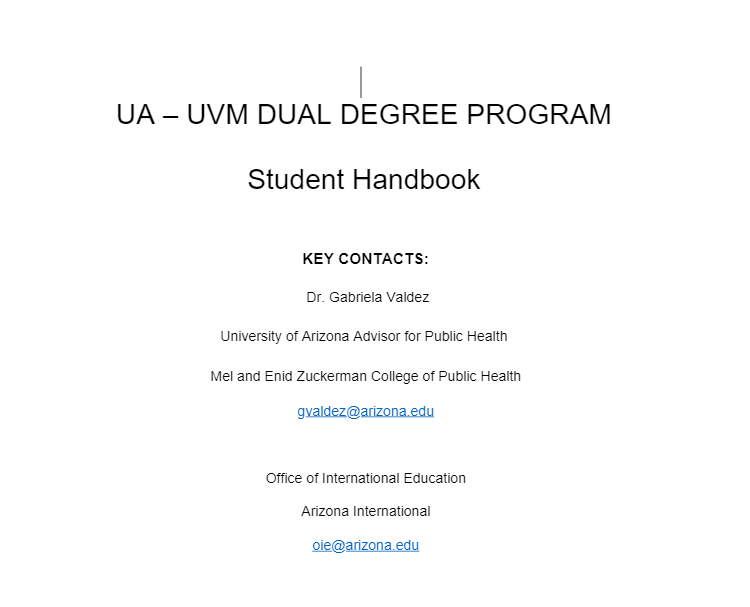 UA – UVM DUAL DEGREE PROGRAM
Student Handbook
KEY CONTACTS:
Dr. Gabriela Valdez
University of Arizona Advisor for Public Health
Mel and Enid Zuckerman College of Public Health
gvaldez@arizona.edu
Office of International Education
Arizona International
oie@arizona.edu